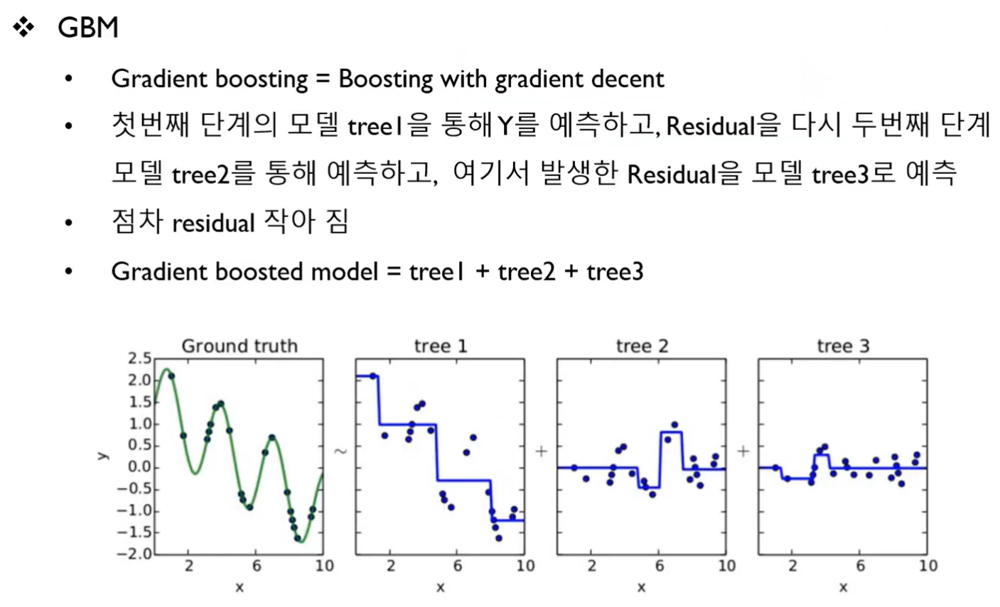 ❖ GBM
• Gradient boosting = Boosting with gradient decent
• 첫번째 단계의 모델 tree1을 통해 Y를 예측하고, Residual을 다시 두번째 단계
모델 tree2를 통해 예측하고, 여기서 발생한 Residual을 모델 tree3로 예측
• 점차 residual 작아 짐
• Gradient boosted model = tree1 + tree2 + tree3
Ground truth tree 1 tree 2 tree 3
2.5
2.0
1.5
1.0
0.5
0.0
−0.5
−1.0
−1.5
−2.0
y
~ + +
2 6 10 2 6 10 2 6 10 2 6 10
x x x x